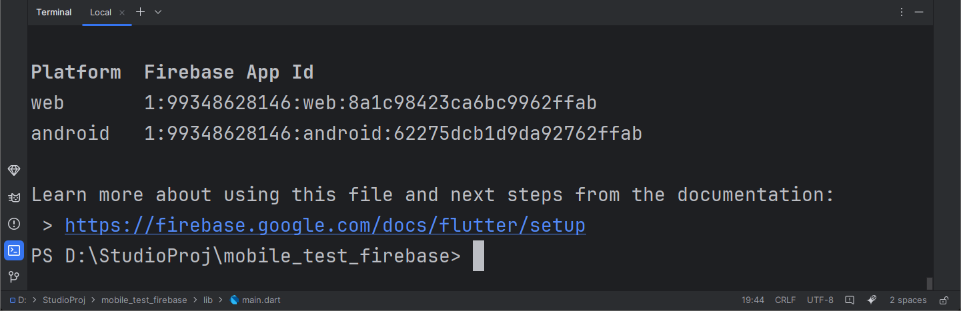 Terminal Local
Platform Firebase App Id
web 1:99348628146:web:8a1c98423ca6bc9962ffab
android 1:99348628146:android:62275dcb1d9da92762ffab
Learn more about using this file and next steps from the documentation:
> https://firebase.google.com/docs/flutter/setup
PS D:\StudioProj\mobile_test_firebase>
D: > StudioProj > mobile_test_firebase > lib > main.dart 19:44 CRLF UTF-8 2 spaces